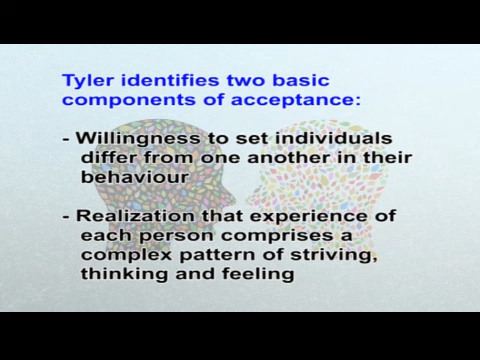 Tyler identifies two basic
components of acceptance:
- Willingness to set individuals
differ from one another in their
behaviour
- Realization that experience of
each person comprises a
complex pattern of striving,
thinking and feeling